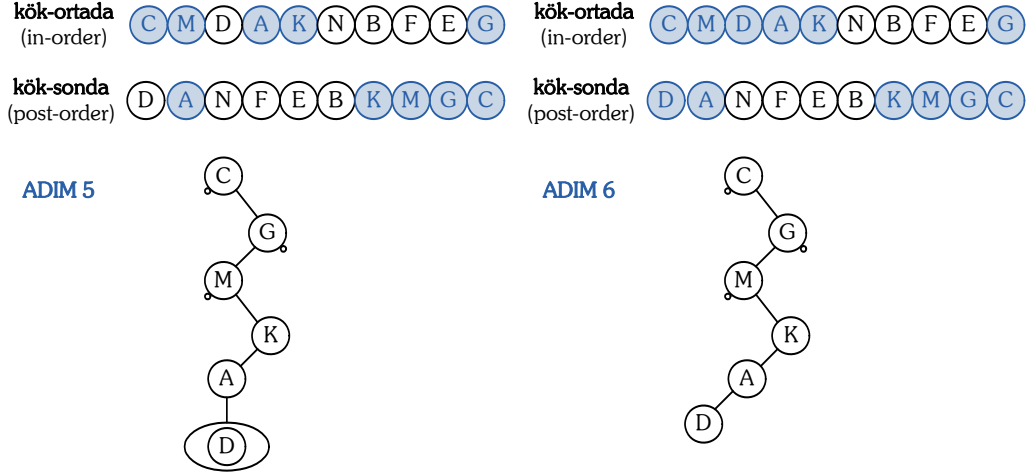 kök-ortada C M D A K N B F E G
(in-order)
kök-sonda D A N F E B K M G C
(post-order)
ADIM 5
C
G
M
K
A
D
kök-ortada C M D A K N B F E G
(in-order)
kök-sonda D A N F E B K M G C
(post-order)
ADIM 6
C
G
M
K
A
D